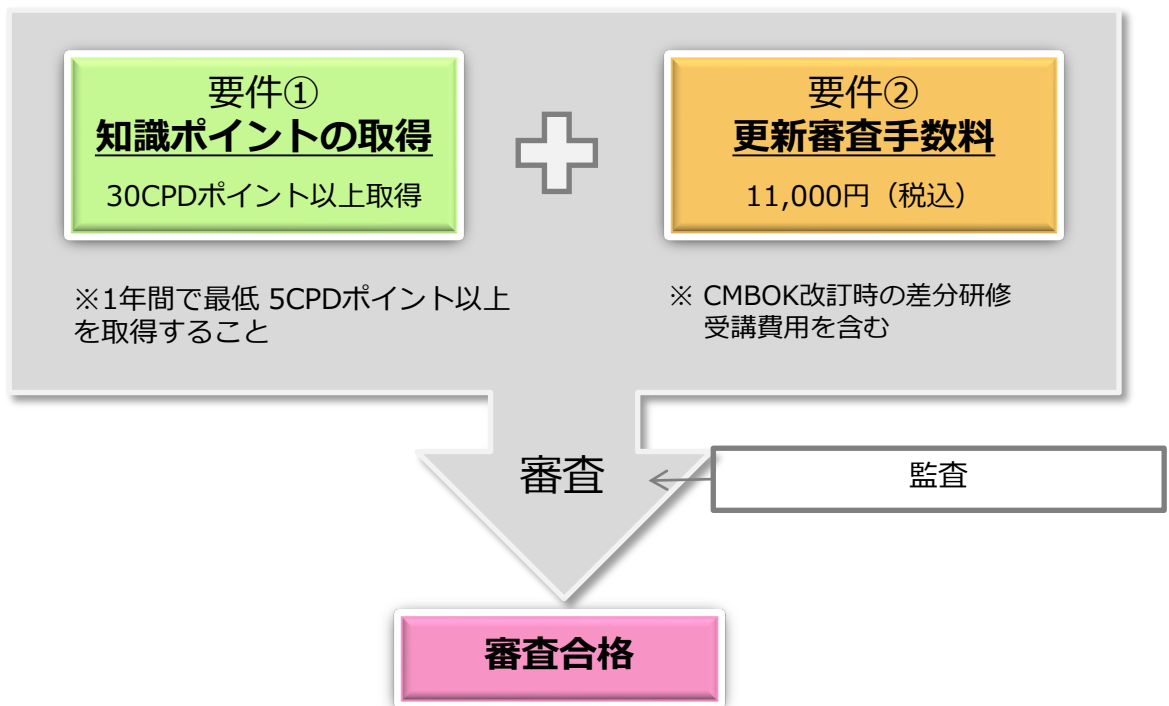 要件①
知識ポイントの取得
30CPDポイント以上取得
※1年間で最低 5CPDポイント以上
を取得すること
要件②
更新審査手数料
11,000円（税込）
※ CMBOK改訂時の差分研修
受講費用を含む
審査
監査
審査合格